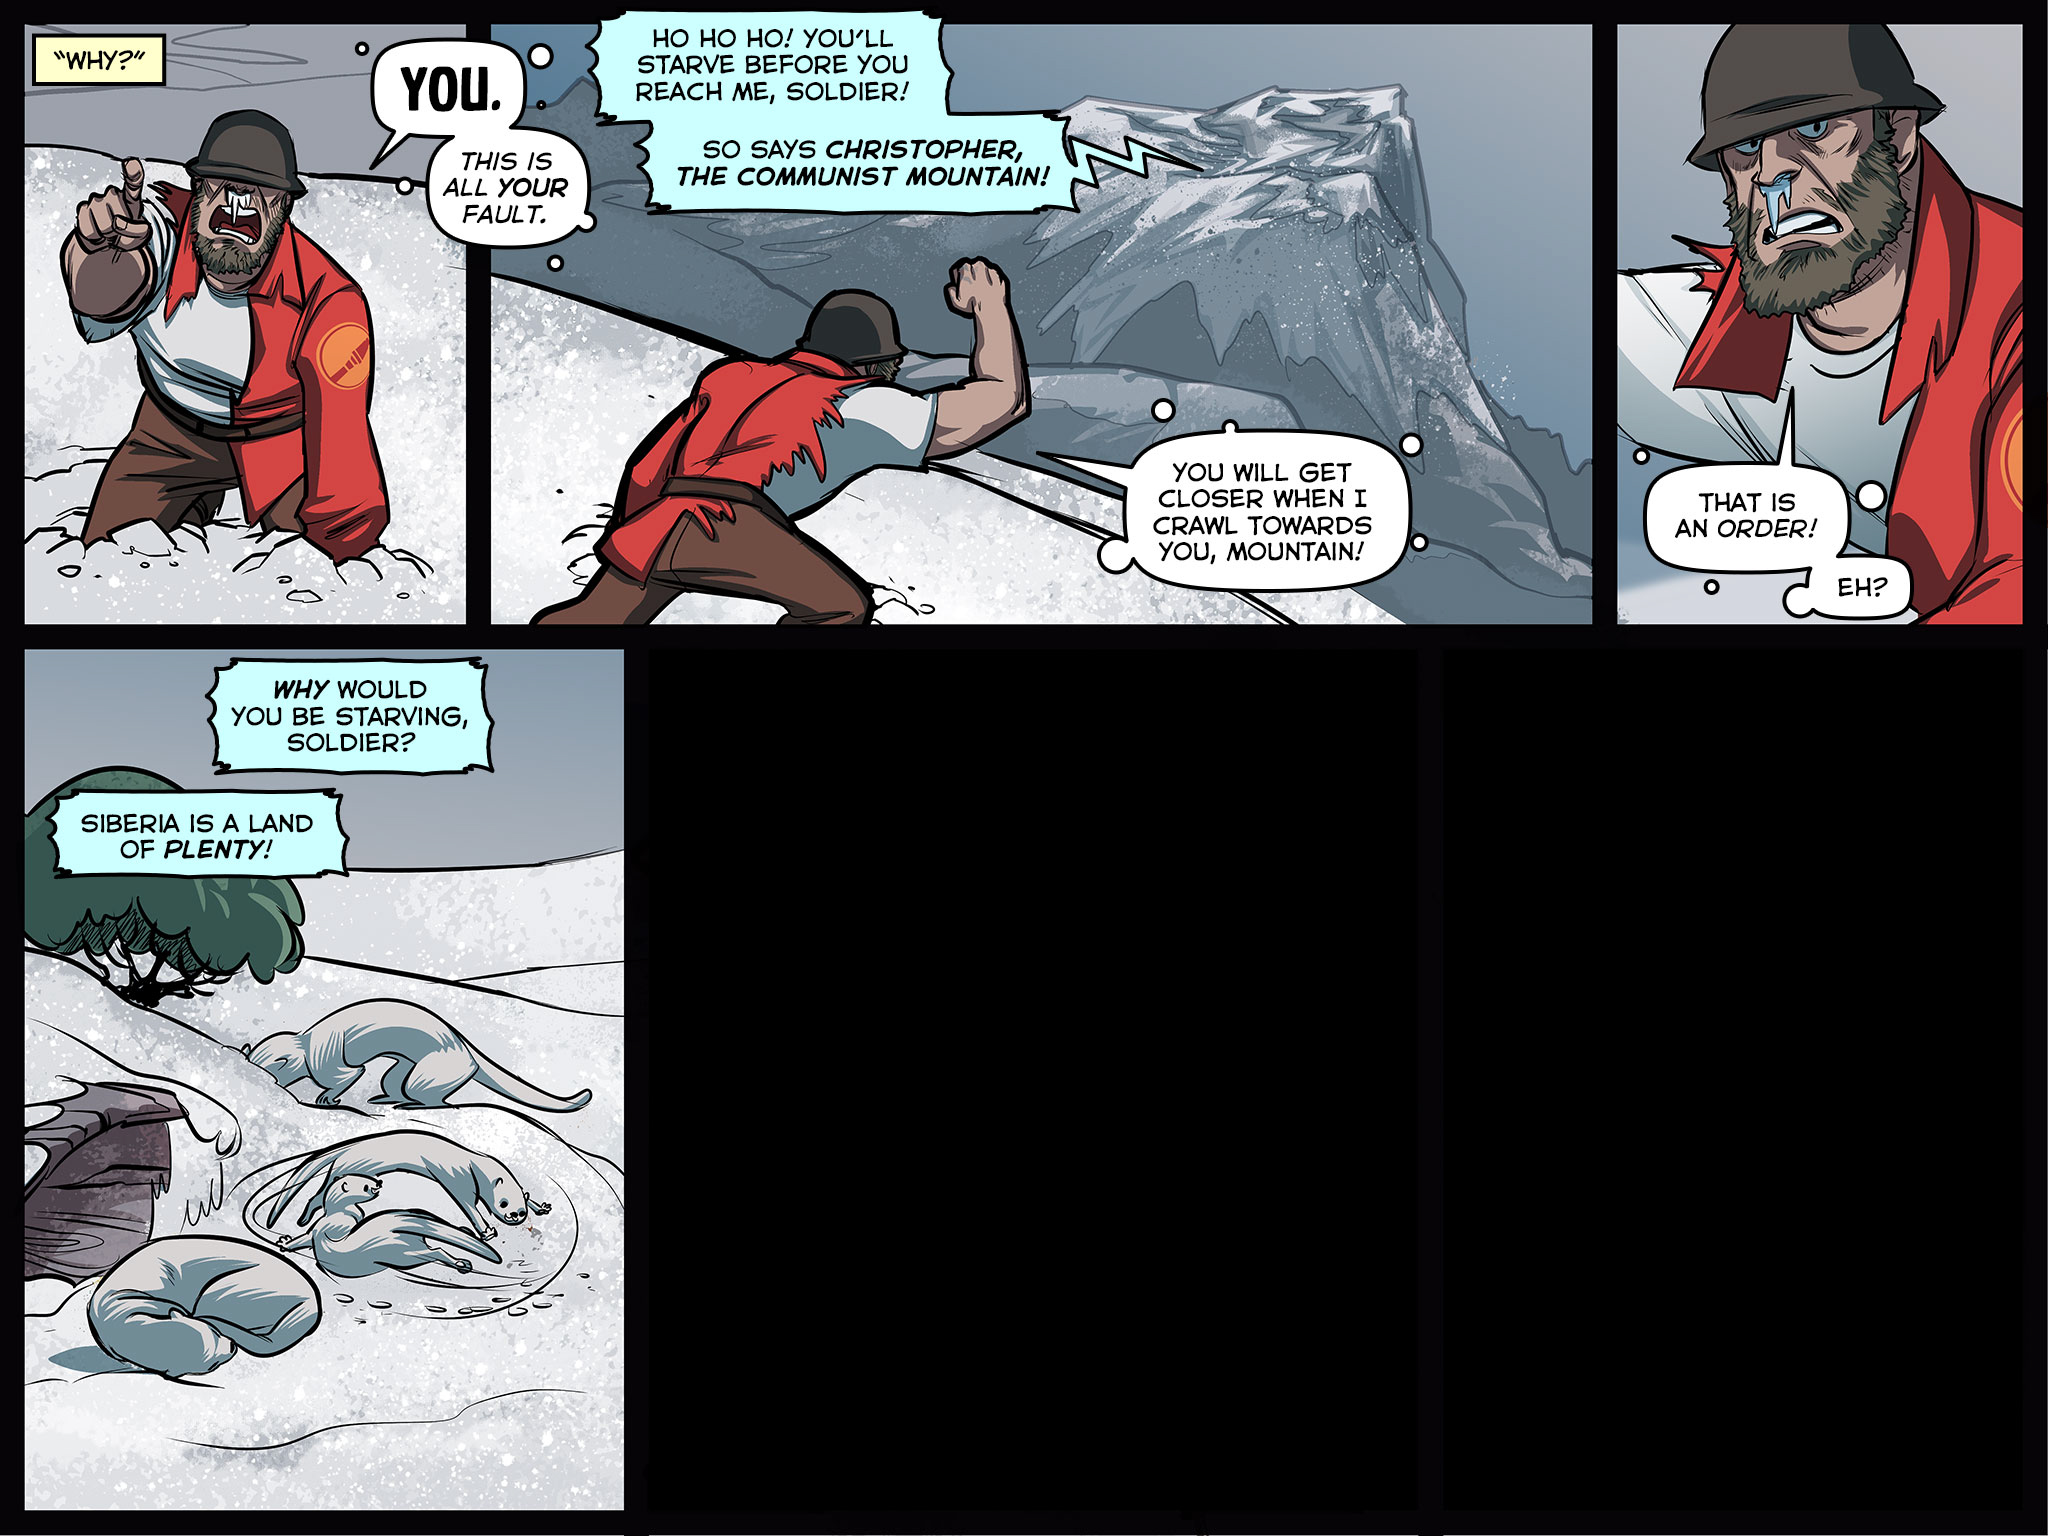 "WHY?"
YOU.
THIS IS
ALL YOUR
FAULT.
HO HO HO! YOU'LL
STARVE BEFORE YOU
REACH ME, SOLDIER!
SO SAYS CHRISTOPHER,
THE COMMUNIST MOUNTAIN!
YOU WILL GET
CLOSER WHEN I
CRAWL TOWARDS
YOU, MOUNTAIN!
THAT IS
AN ORDER!
EH?
WHY WOULD
YOU BE STARVING,
SOLDIER?
SIBERIA IS A LAND
OF PLENTY!